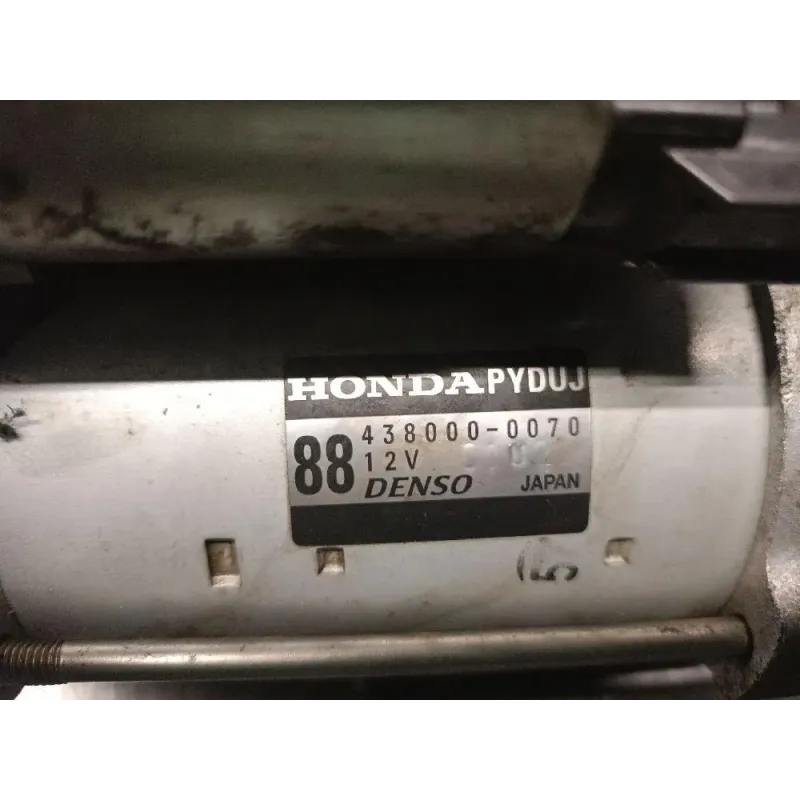 HONDA PYDUJ
88 438000-0070
12V
DENSO JAPAN